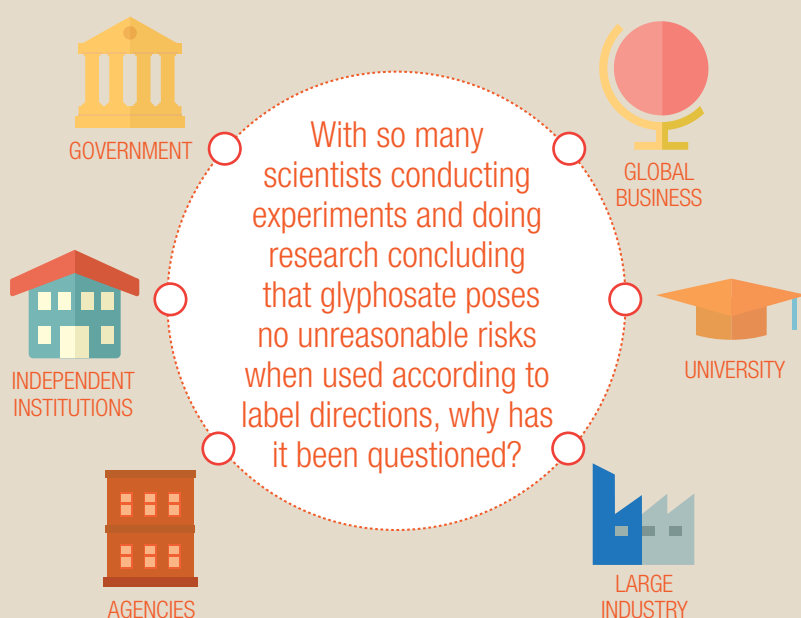 GOVERNMENT
GLOBAL
BUSINESS
With so many
scientists conducting
experiments and doing
research concluding
that glyphosate poses
no unreasonable risks
when used according to
label directions, why has
it been questioned?
INDEPENDENT
INSTITUTIONS
UNIVERSITY
AGENCIES
LARGE
INDUSTRY